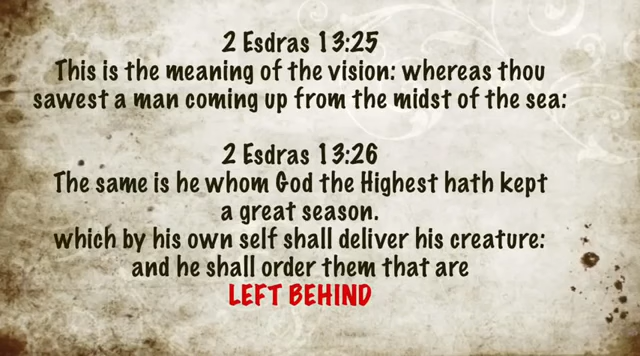 2 Esdras 13:25
This is the meaning of the vision: whereas thou
sawest a man coming up from the midst of the sea:
2 Esdras 13:26
The same is he whom God the Highest hath kept
a great season.
which by his own self shall deliver his creature:
and he shall order them that are
LEFT BEHIND